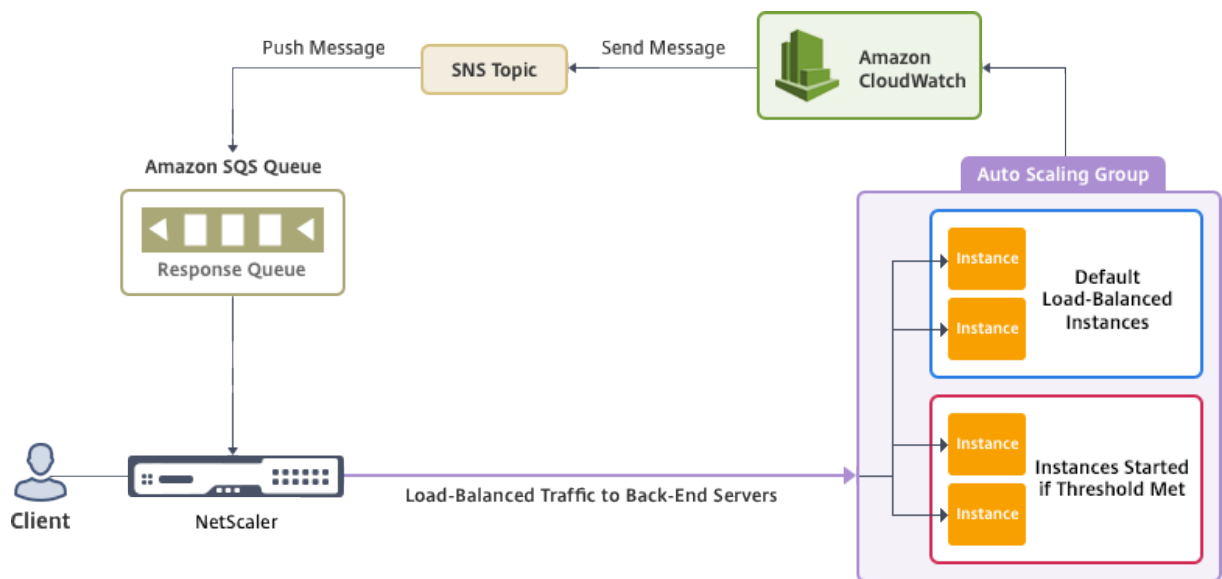 Push Message
Send Message
SNS Topic
Amazon
CloudWatch
Amazon SQS Queue
Response Queue
Auto Scaling Group
Instance
Instance
Default
Load-Balanced
Instances
Instance
Instance
Instances Started
if Threshold Met
Client
NetScaler
Load-Balanced Traffic to Back-End Servers